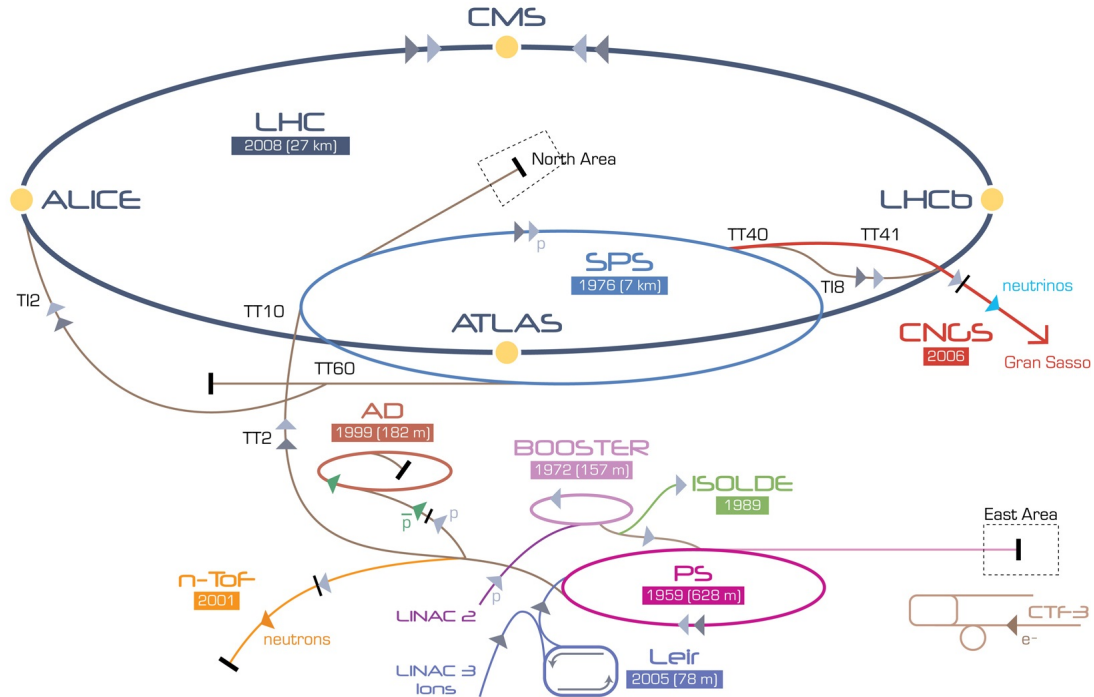 CMS
LHC
2008 (27 km)
North Area
ALICE
LHCb
TT40
TT41
p
SPS
1976 (7 km)
TI8
neutrinos
TI2
TT10
ATLAS
CNGS
2006
Gran Sasso
TT60
AD
1999 (182 m)
TT2
BOOSTER
1972 (157 m)
ISOLDE
1989
p̅
p
East Area
n-ToF
2001
PS
1959 (628 m)
p
LINAC 2
CTF-3
e-
neutrons
LINAC 3
Ions
Leir
2005 (78 m)